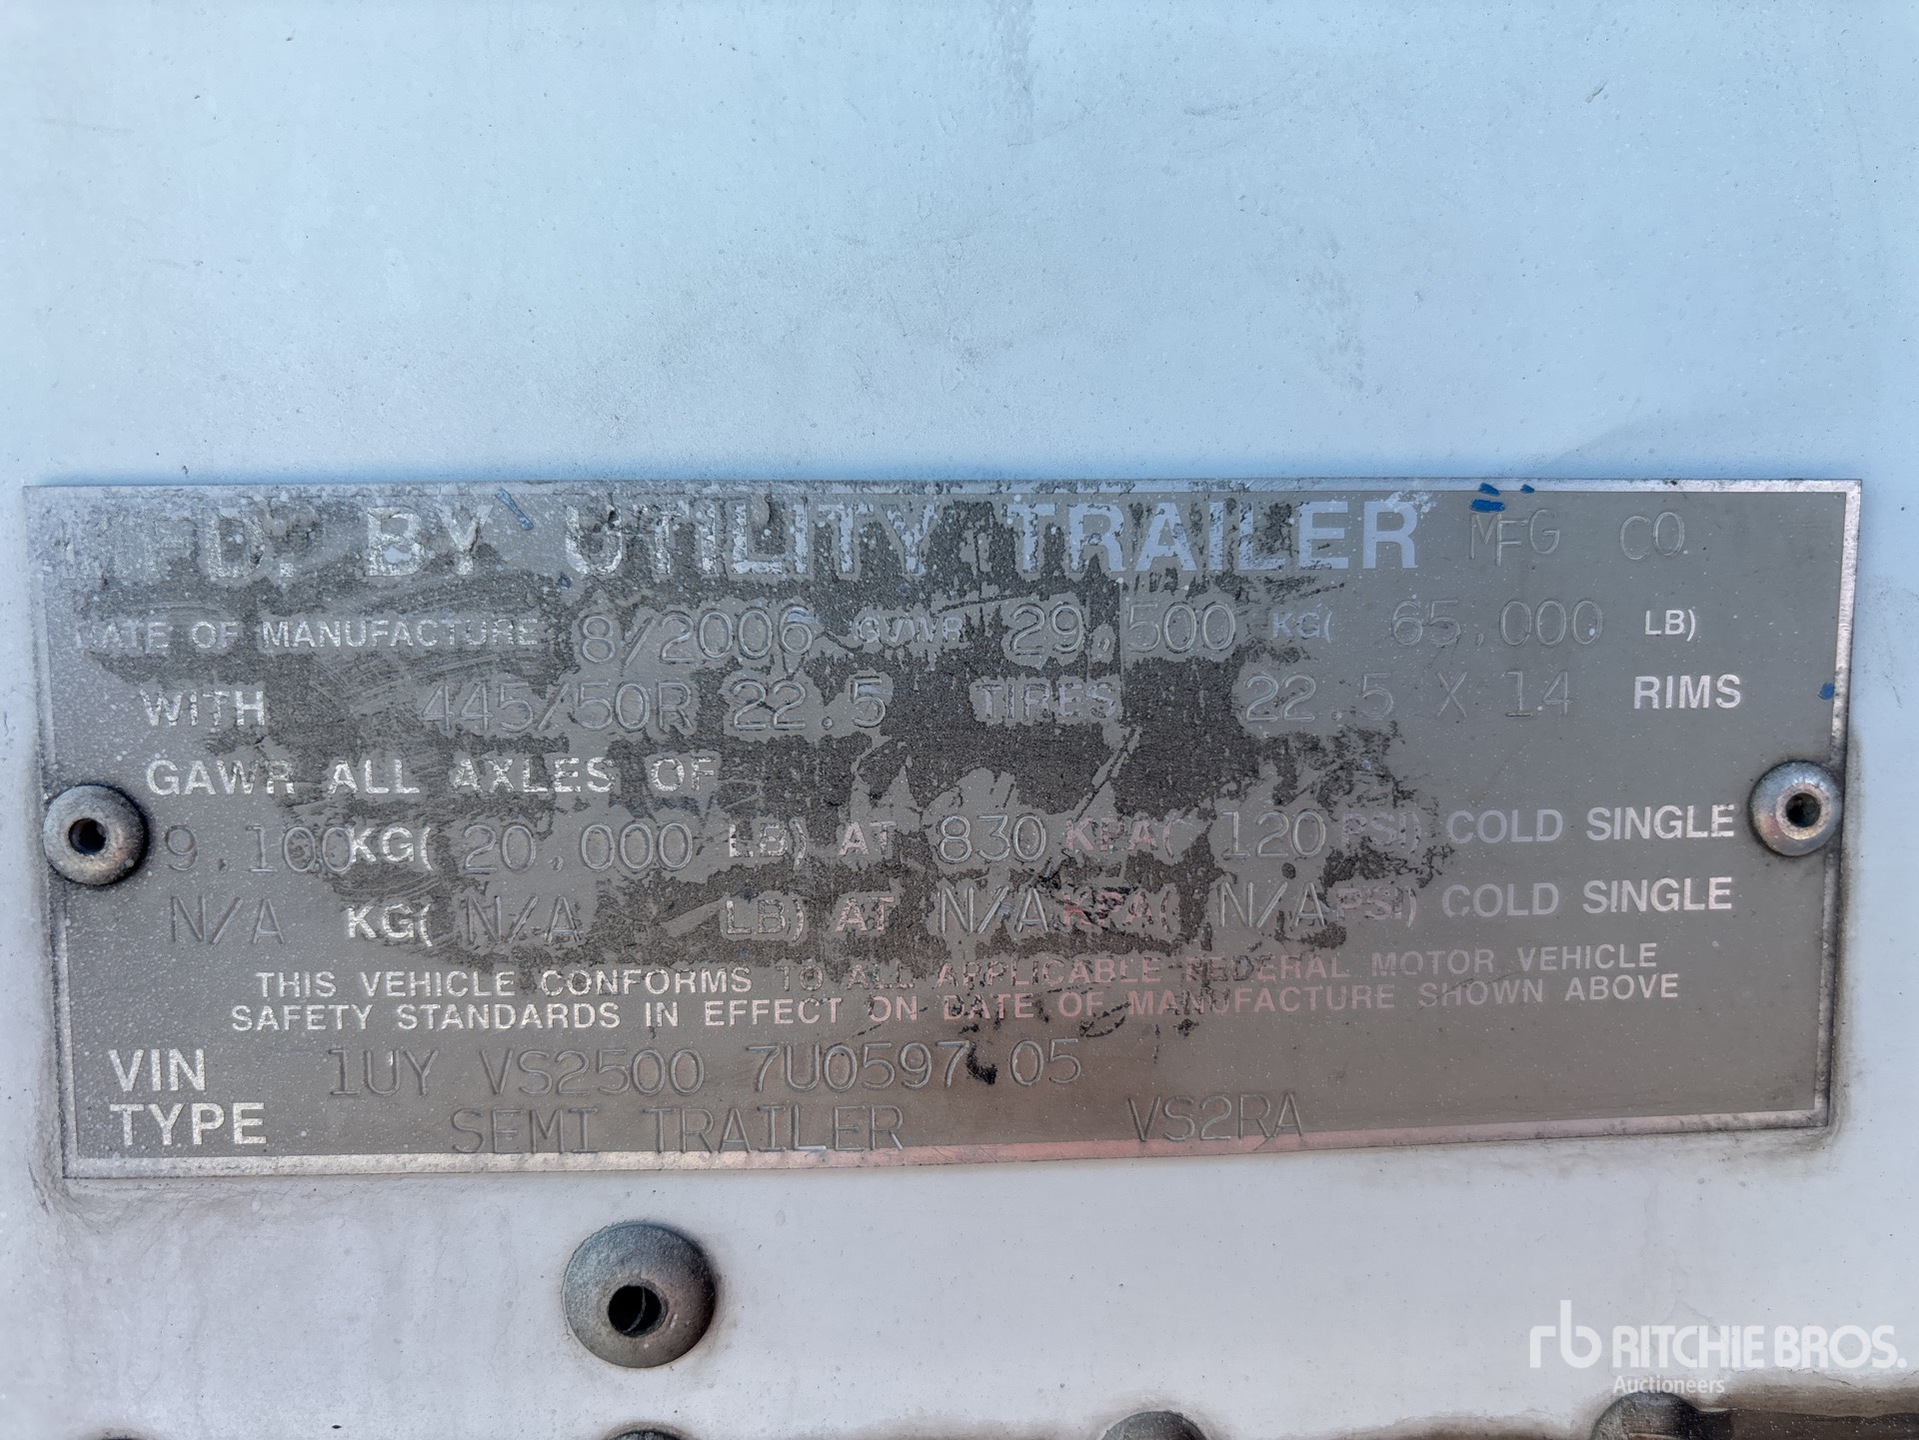 MFD. BY UTILITY TRAILER MFG CO
DATE OF MANUFACTURE 8/2006 GVWR 29,500 KG( 65,000 LB)
WITH 445/50R 22.5 TIRES 22.5 X 14 RIMS
GAWR ALL AXLES OF
9,100 KG( 20,000 LB) AT 830 KPA( 120 PSI) COLD SINGLE
N/A KG( N/A LB) AT N/A KPA( N/A PSI) COLD SINGLE
THIS VEHICLE CONFORMS TO ALL APPLICABLE FEDERAL MOTOR VEHICLE
SAFETY STANDARDS IN EFFECT ON DATE OF MANUFACTURE SHOWN ABOVE
VIN 1UY VS2500 7U0597 05
TYPE SEMI TRAILER VS2RA
rb RITCHIE BROS.
Auctioneers